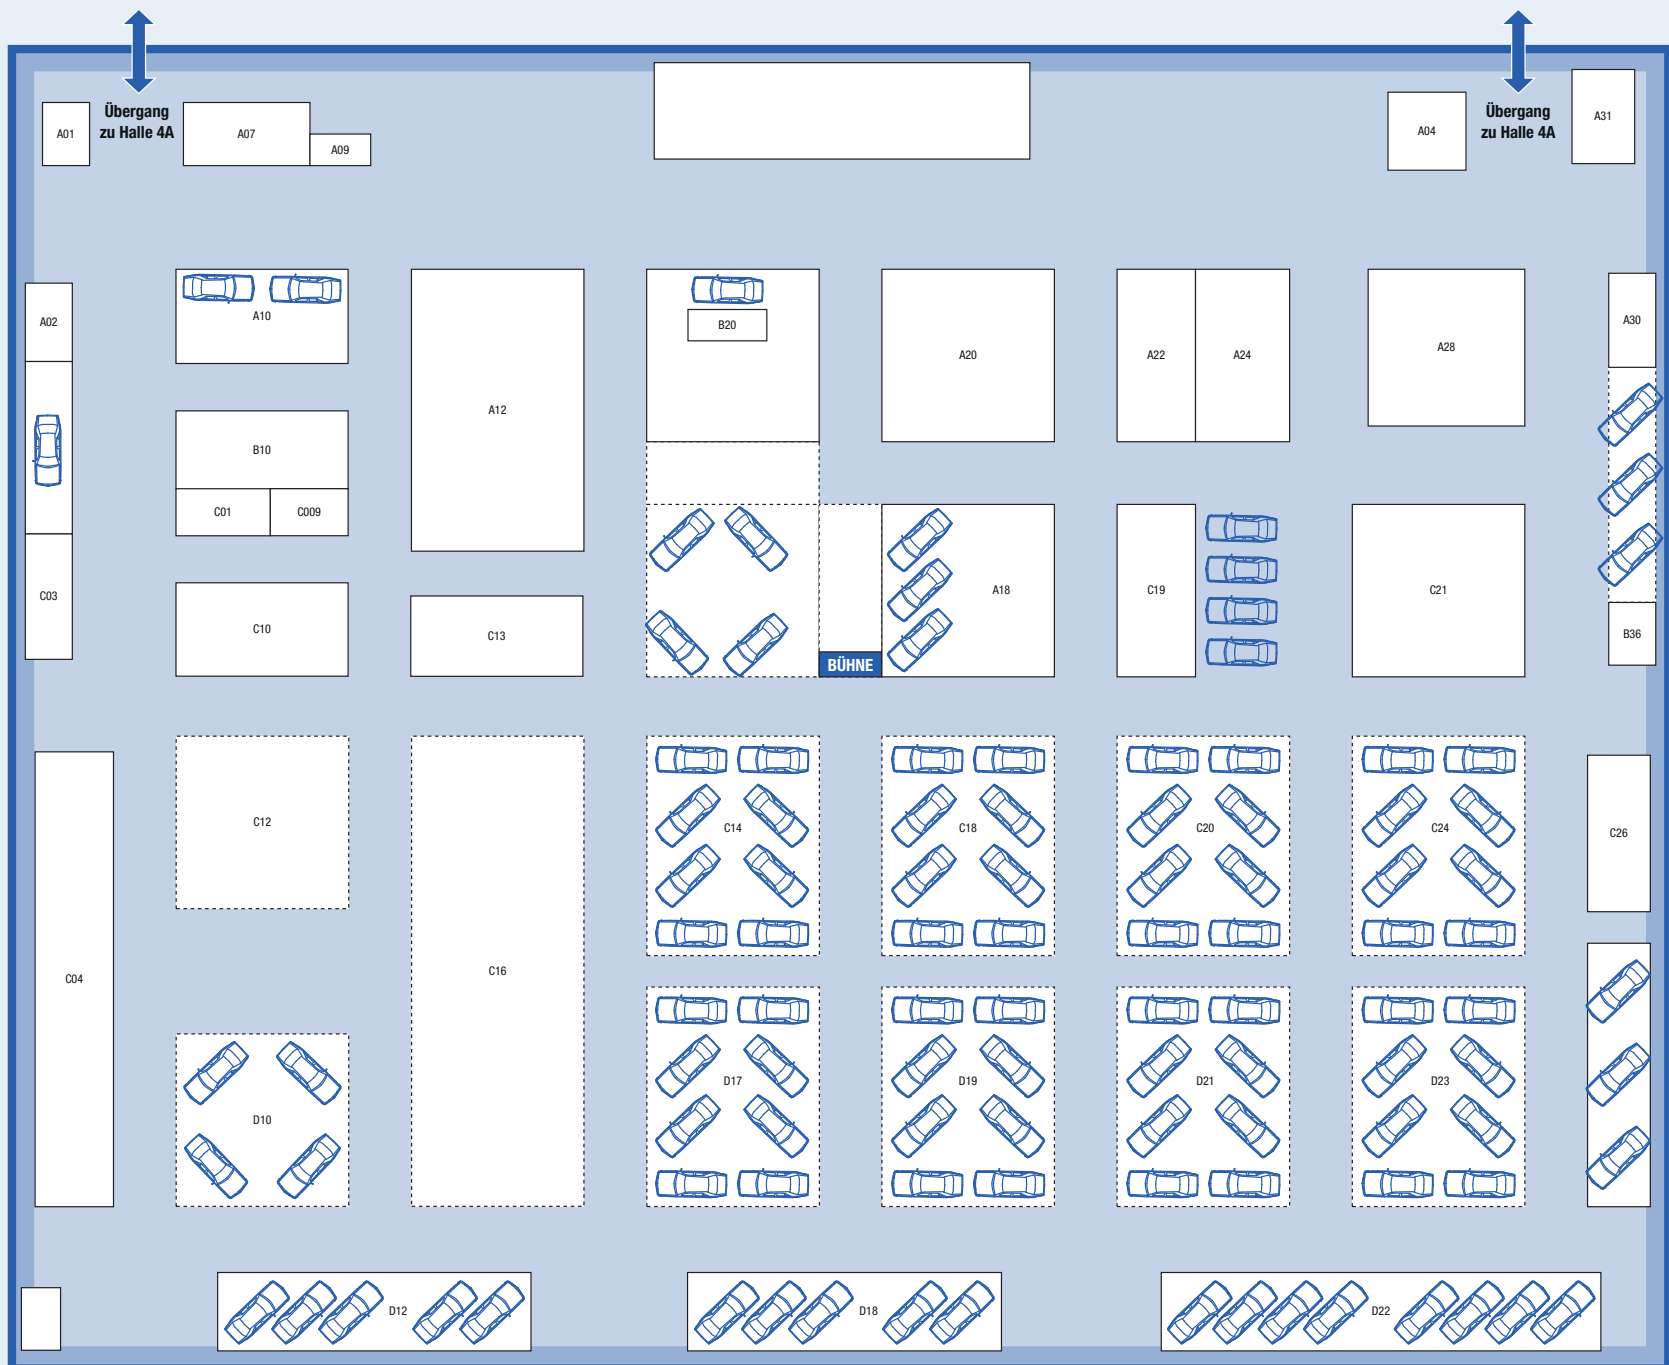 Übergang
zu Halle 4A
Übergang
zu Halle 4A
A01
A07
A09
A04
A31
A02
A10
A12
B20
A20
A22
A24
A28
A30
B10
C01
C009
C03
C10
C13
BÜHNE
A18
C19
C21
B36
C04
C12
C16
C14
C18
C20
C24
C26
D10
D17
D19
D21
D23
D12
D18
D22